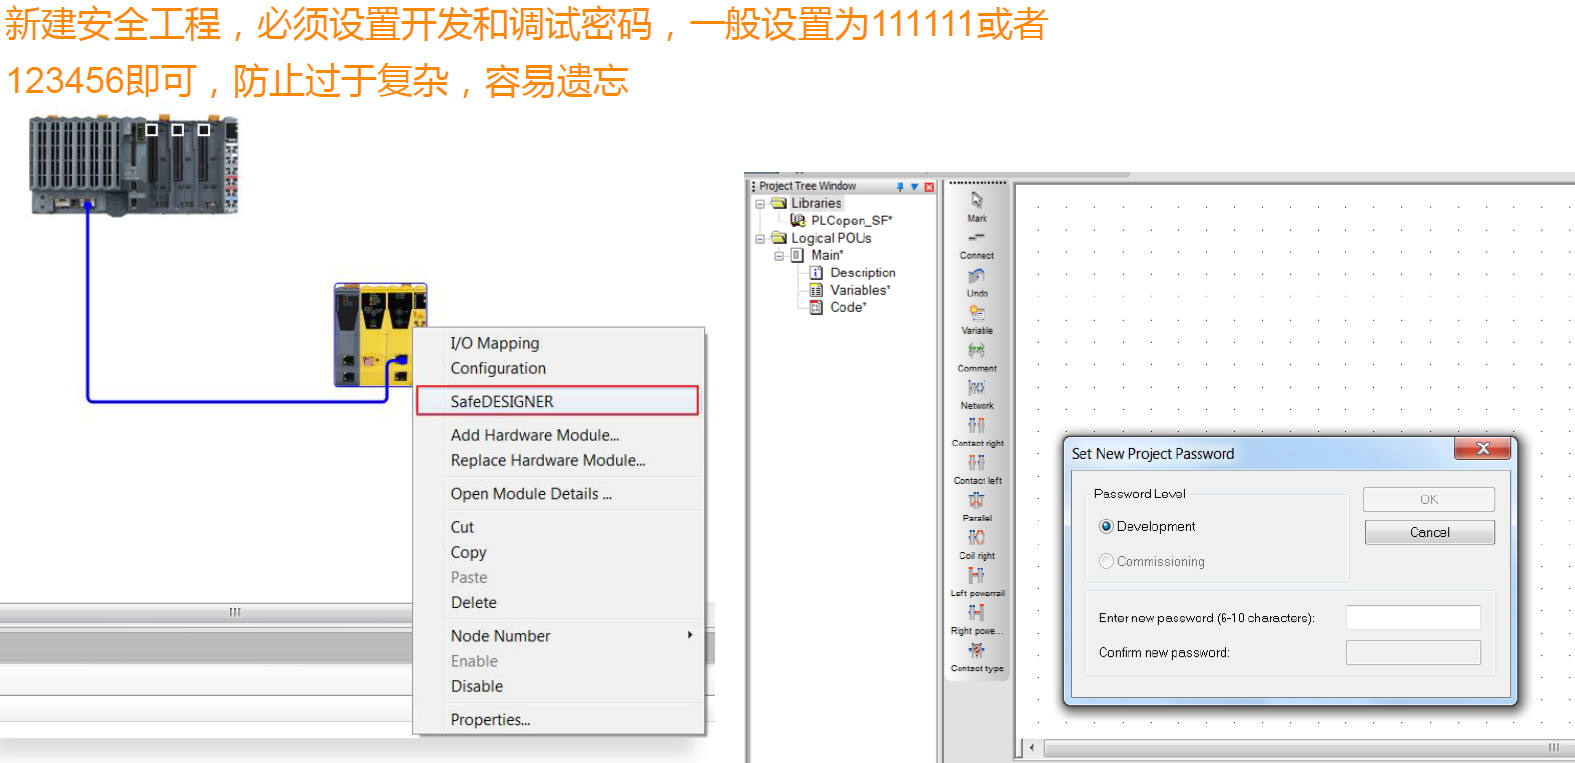 新建安全工程，必须设置开发和调试密码，一般设置为111111或者
123456即可，防止过于复杂，容易遗忘
I/O Mapping
Configuration
SafeDESIGNER
Add Hardware Module...
Replace Hardware Module...
Open Module Details ...
Cut
Copy
Paste
Delete
Node Number
Enable
Disable
Properties...
Project Tree Window
Libraries
PLCopen_SF*
Logical POUs
Main*
Description
Variables*
Code*
Mark
Connect
Undo
Variable
Comment
Network
Contact right
Contact left
Parallel
Coil right
Left powerrail
Right powe...
Contact type
Set New Project Password
Password Level
Development
Commissioning
OK
Cancel
Enter new password (6-10 characters):
Confirm new password: